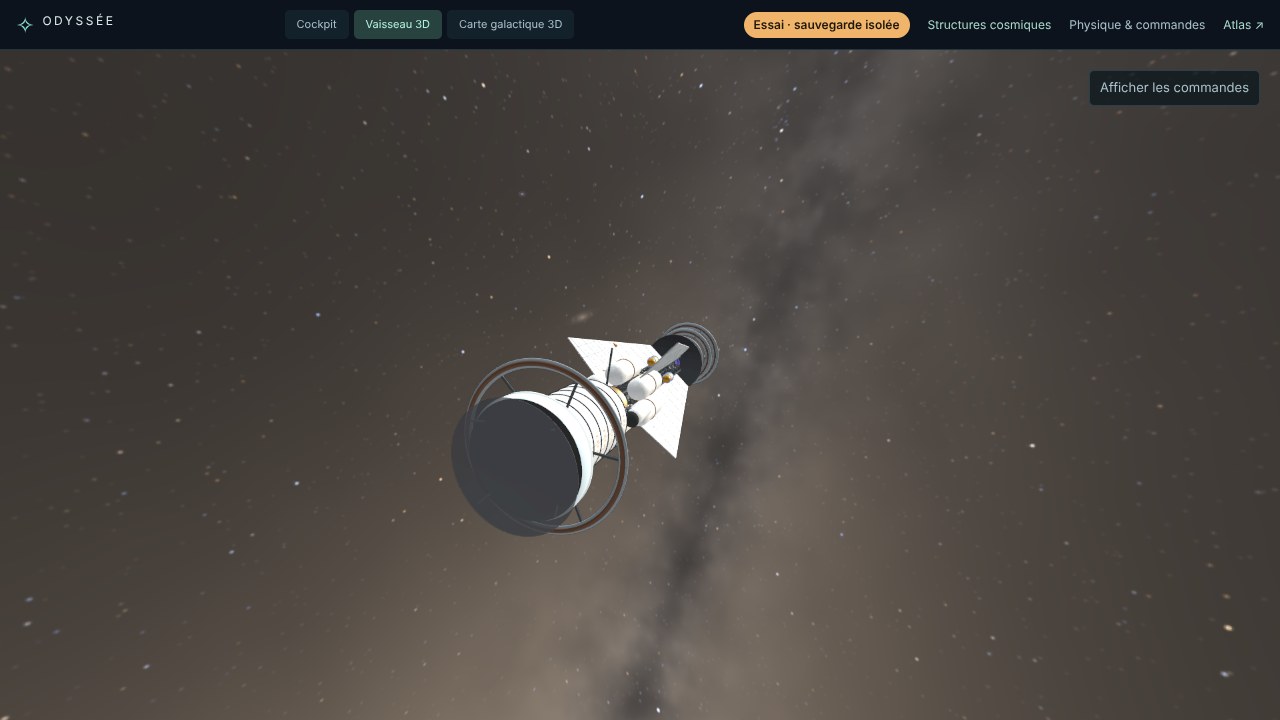 ODYSSÉE
Cockpit
Vaisseau 3D
Carte galactique 3D
Essai · sauvegarde isolée
Structures cosmiques
Physique & commandes
Atlas ↗
Afficher les commandes